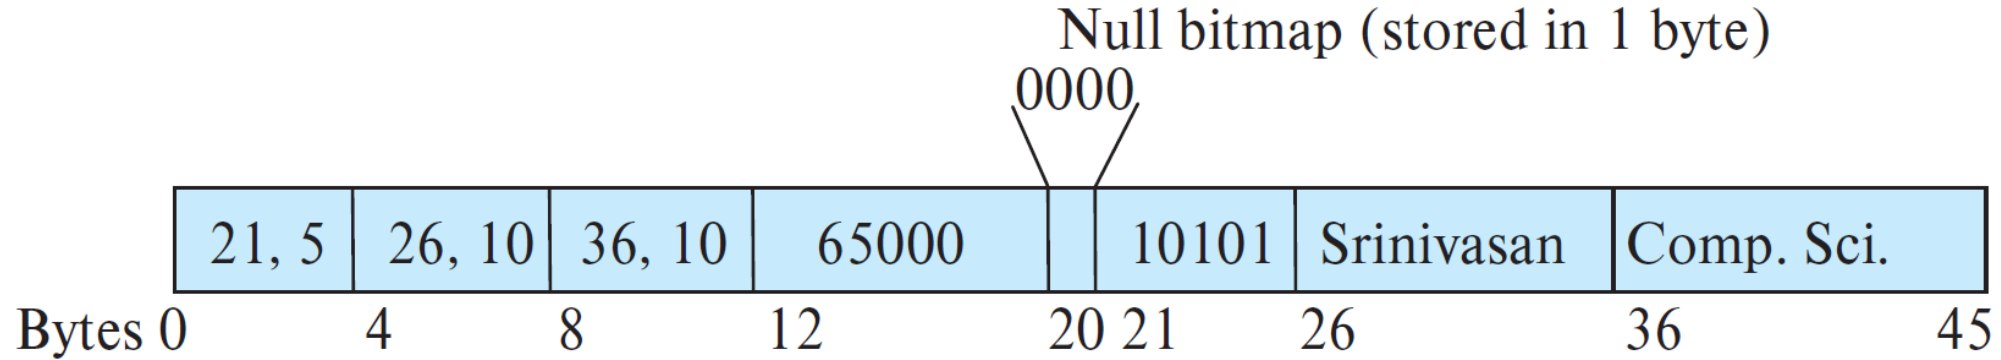 Null bitmap (stored in 1 byte)
0000
21, 5 26, 10 36, 10 65000 10101 Srinivasan Comp. Sci.
Bytes 0 4 8 12 20 21 26 36 45